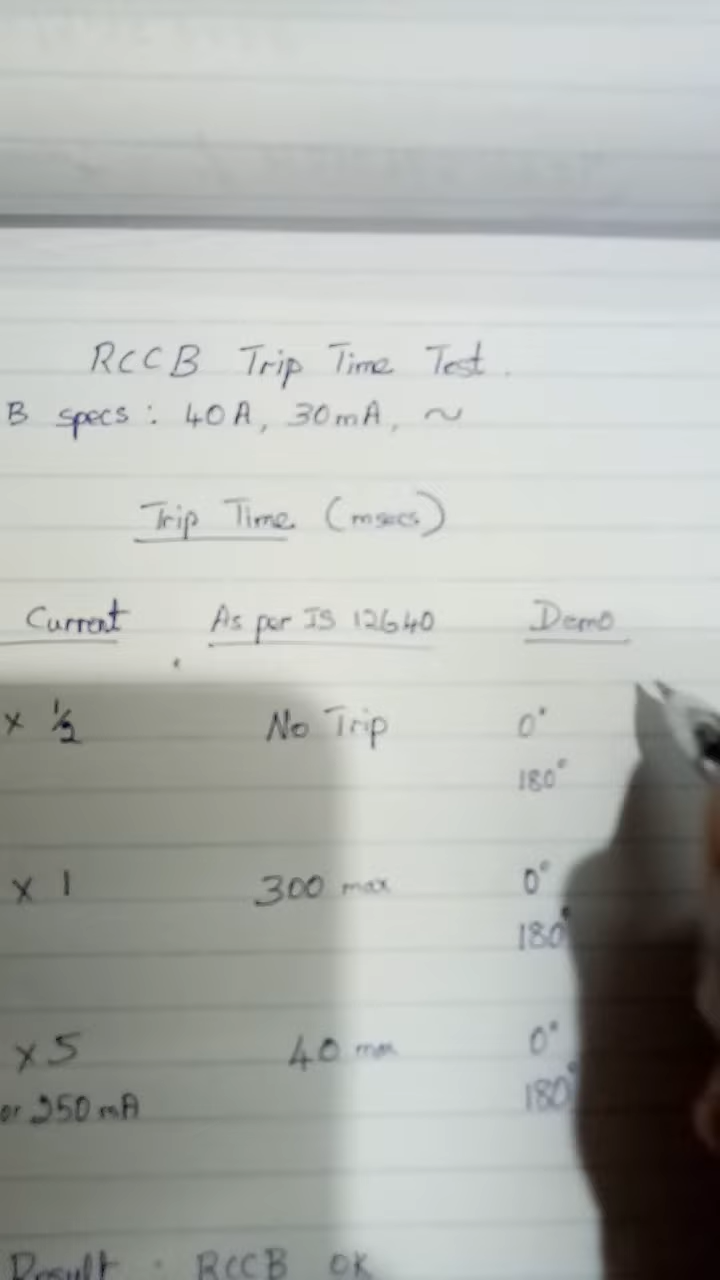 RCCB Trip Time Test.
B specs: 40A, 30mA, ~
Trip Time (msecs)
Current As per IS 12640 Demo
x 1/2 No Trip 0°
180°
x 1 300 max 0°
180°
x5 40 max 0°
or 250 mA 180°
Result: RCCB OK